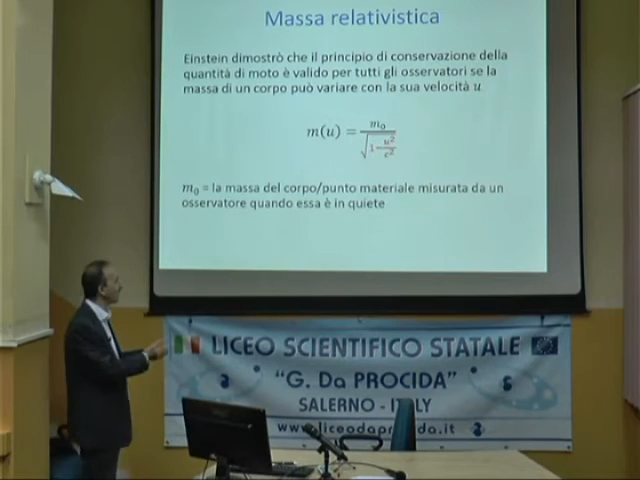 Massa relativistica
Einstein dimostrò che il principio di conservazione della
quantità di moto è valido per tutti gli osservatori se la
massa di un corpo può variare con la sua velocità u
m(u) = m₀ / √(1 − u²/c²)
m₀ = la massa del corpo/punto materiale misurata da un
osservatore quando essa è in quiete
LICEO SCIENTIFICO STATALE
"G. Da PROCIDA"
SALERNO - ITALY
www.liceodaprocida.it